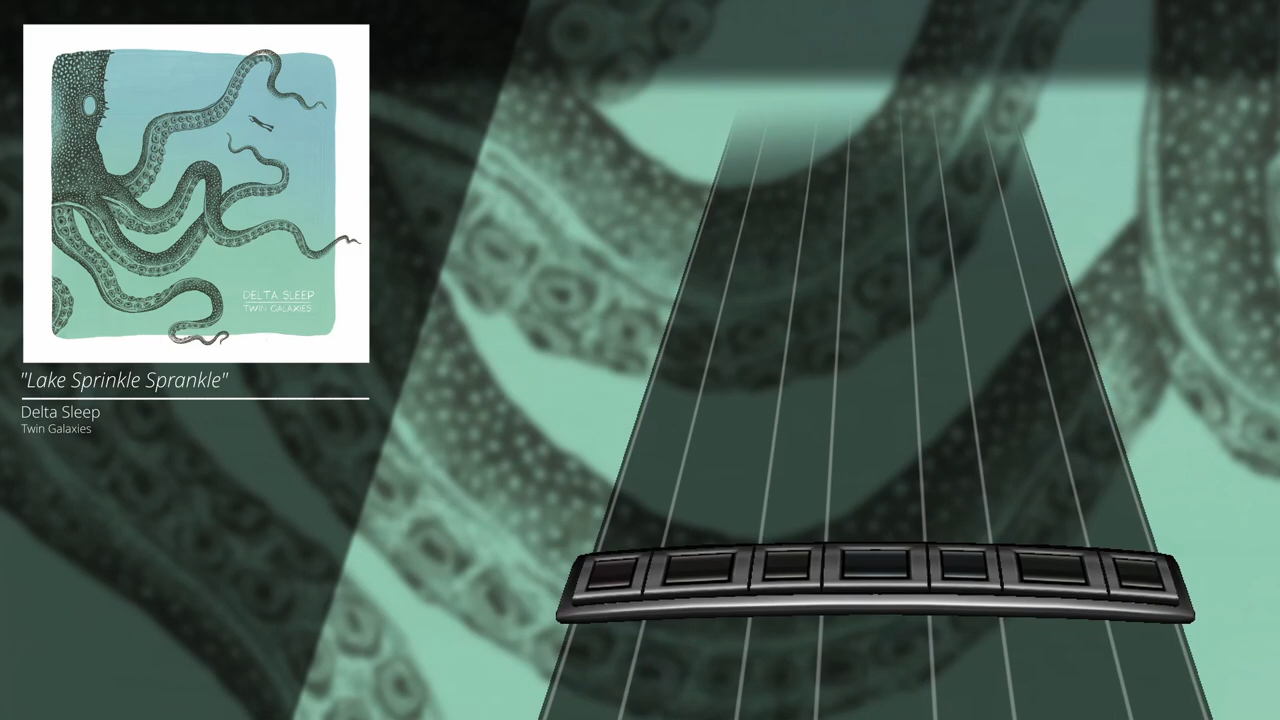 DELTA SLEEP
TWIN GALAXIES
"Lake Sprinkle Sprankle"
Delta Sleep
Twin Galaxies